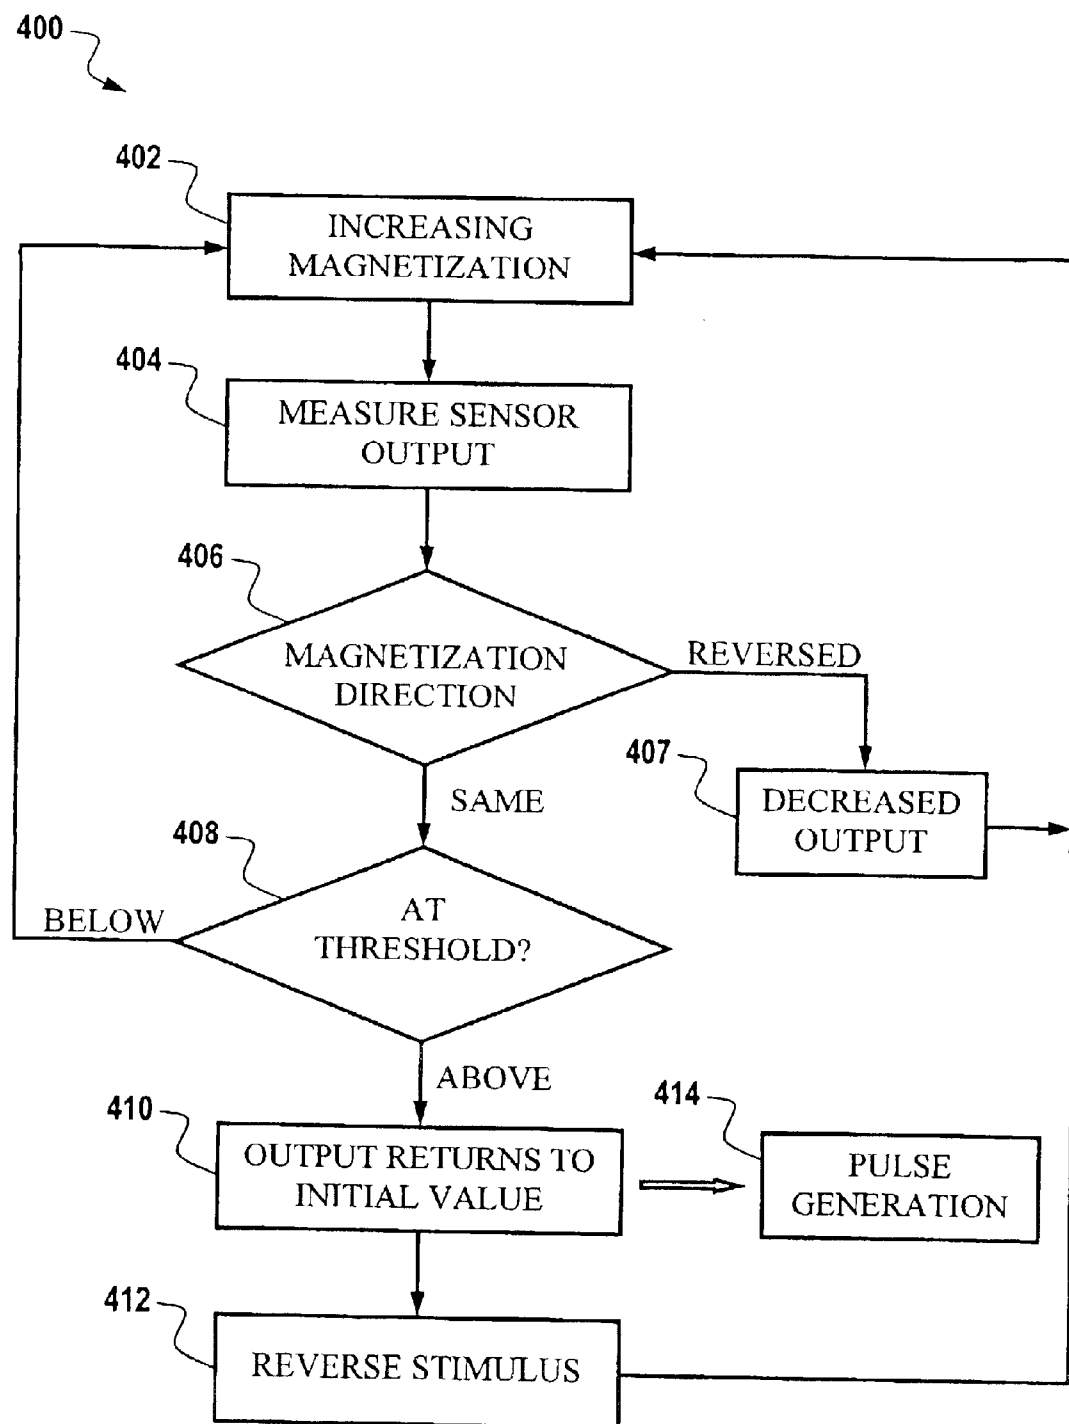 400
402
INCREASING
MAGNETIZATION
404
MEASURE SENSOR
OUTPUT
406
MAGNETIZATION
DIRECTION
REVERSED
407
DECREASED
OUTPUT
SAME
408
AT
THRESHOLD?
BELOW
ABOVE
410
OUTPUT RETURNS TO
INITIAL VALUE
414
PULSE
GENERATION
412
REVERSE STIMULUS